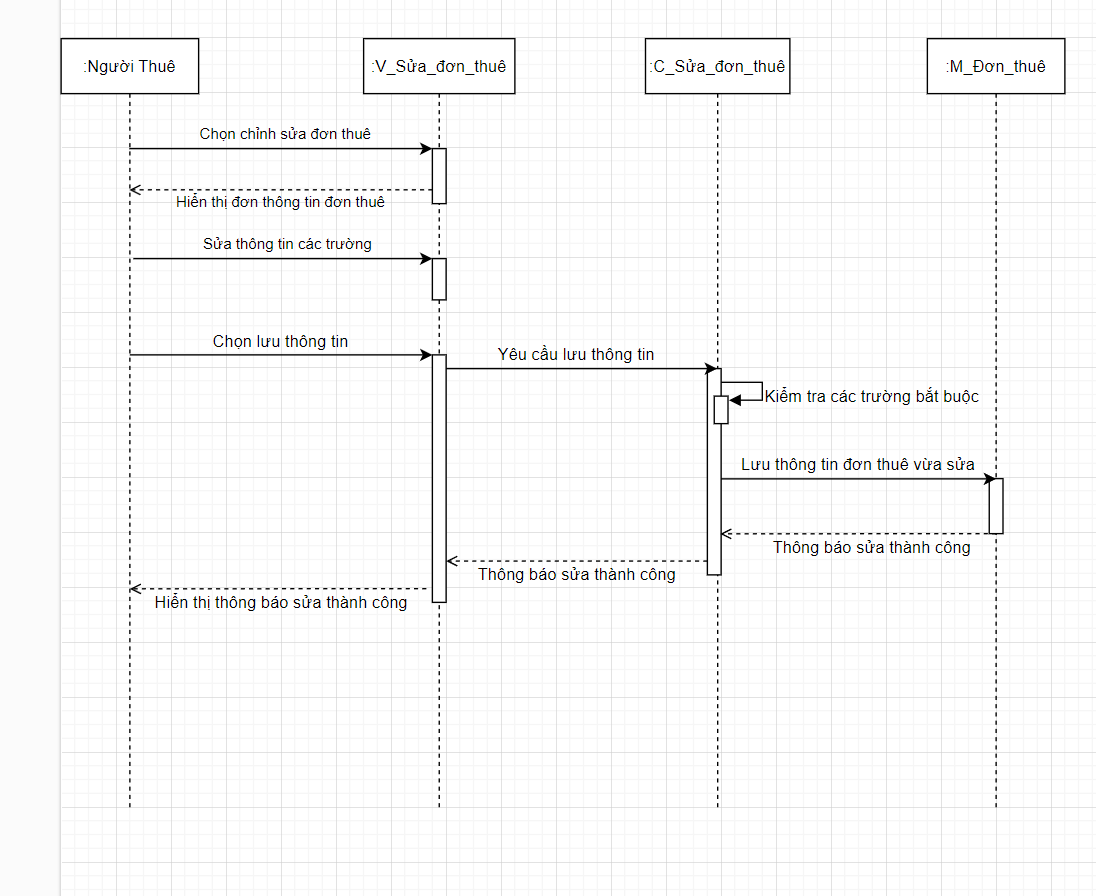 :Người Thuê
:V_Sửa_đơn_thuê
:C_Sửa_đơn_thuê
:M_Đơn_thuê
Chọn chỉnh sửa đơn thuê
Hiển thị đơn thông tin đơn thuê
Sửa thông tin các trường
Chọn lưu thông tin
Yêu cầu lưu thông tin
Kiểm tra các trường bắt buộc
Lưu thông tin đơn thuê vừa sửa
Thông báo sửa thành công
Thông báo sửa thành công
Hiển thị thông báo sửa thành công